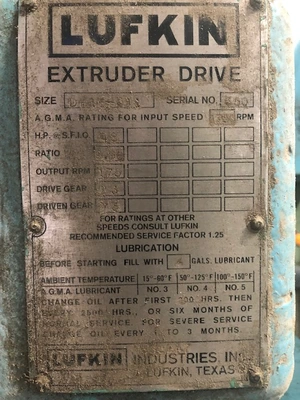 LUFKIN
EXTRUDER DRIVE
SIZE SERIAL NO.
A.G.M.A. RATING FOR INPUT SPEED RPM
H.P. @ S.F.1.0
RATIO
OUTPUT RPM
DRIVE GEAR
DRIVEN GEAR
FOR RATINGS AT OTHER
SPEEDS CONSULT LUFKIN
RECOMMENDED SERVICE FACTOR 1.25
LUBRICATION
BEFORE STARTING FILL WITH GALS. LUBRICANT
AMBIENT TEMPERATURE 15°-60°F 50°-125°F 100°-150°F
A.G.M.A. LUBRICANT NO. 3 NO. 4 NO. 5
CHANGE OIL AFTER FIRST HRS. THEN
EVERY HRS., OR SIX MONTHS OF
NORMAL SERVICE FOR SEVERE SERVICE
CHANGE OIL EVERY TO 3 MONTHS.
LUFKIN INDUSTRIES, INC.
LUFKIN, TEXAS